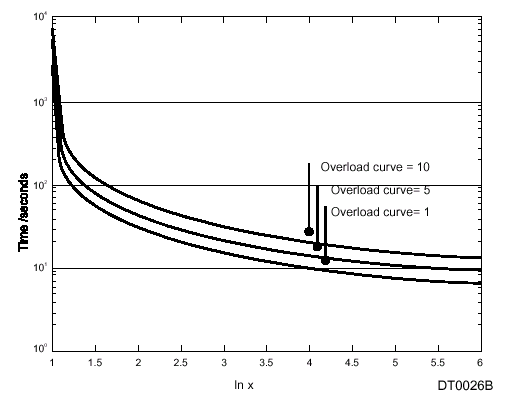 10⁴
10³
Overload curve = 10
10²
Overload curve= 5
Overload curve= 1
Time /seconds
10¹
10⁰
1 1.5 2 2.5 3 3.5 4 4.5 5 5.5 6
ln x
DT0026B